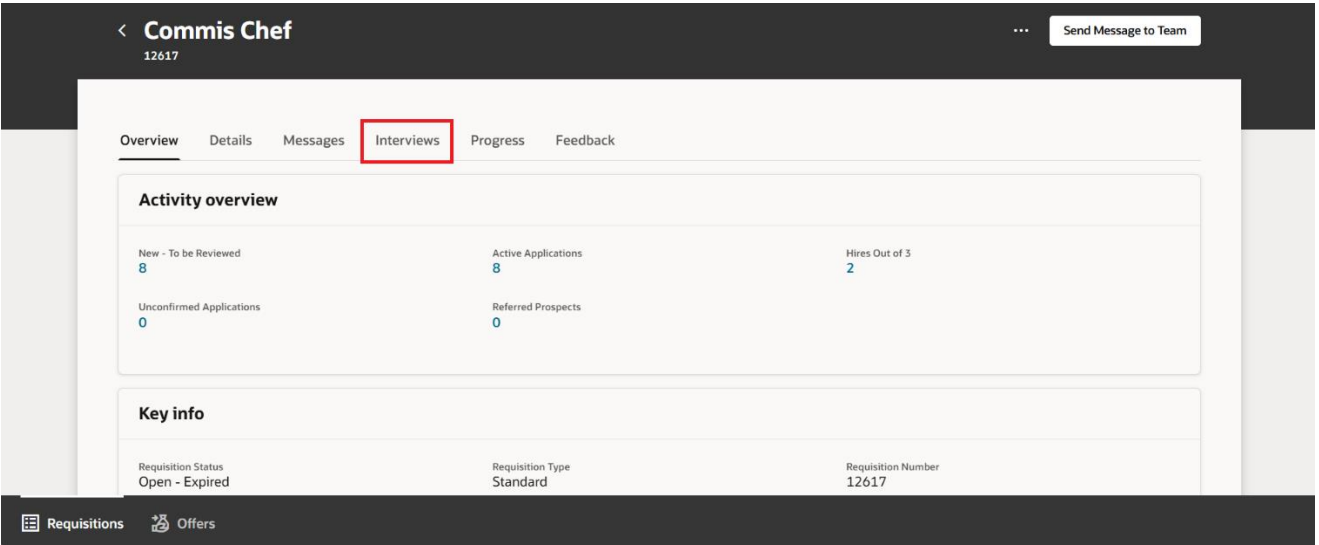 Commis Chef
12617
Send Message to Team
Overview Details Messages Interviews Progress Feedback
Activity overview
New - To be Reviewed Active Applications Hires Out of 3
8 8 2
Unconfirmed Applications Referred Prospects
0 0
Key info
Requisition Status Requisition Type Requisition Number
Open - Expired Standard 12617
Requisitions Offers